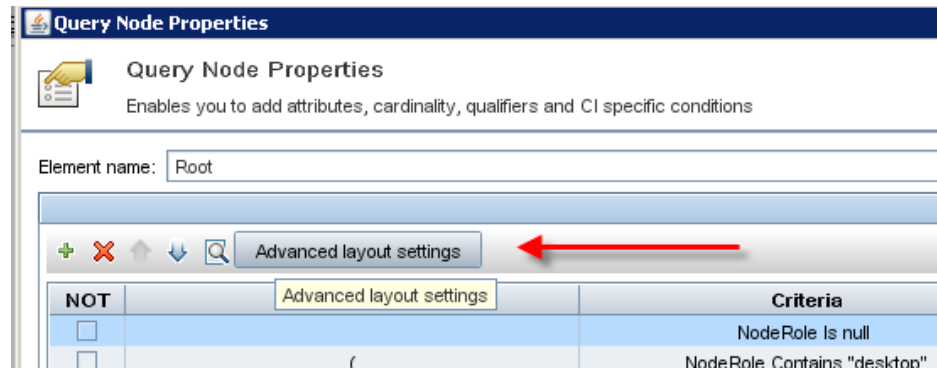 Query Node Properties
Query Node Properties
Enables you to add attributes, cardinality, qualifiers and CI specific conditions
Element name: Root
Advanced layout settings
Advanced layout settings
NOT Criteria
NodeRole Is null
( NodeRole Contains "desktop"